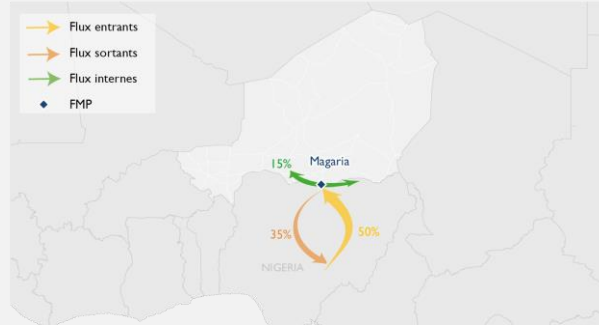 Flux entrants
Flux sortants
Flux internes
FMP
15%
Magaria
35%
50%
NIGERIA